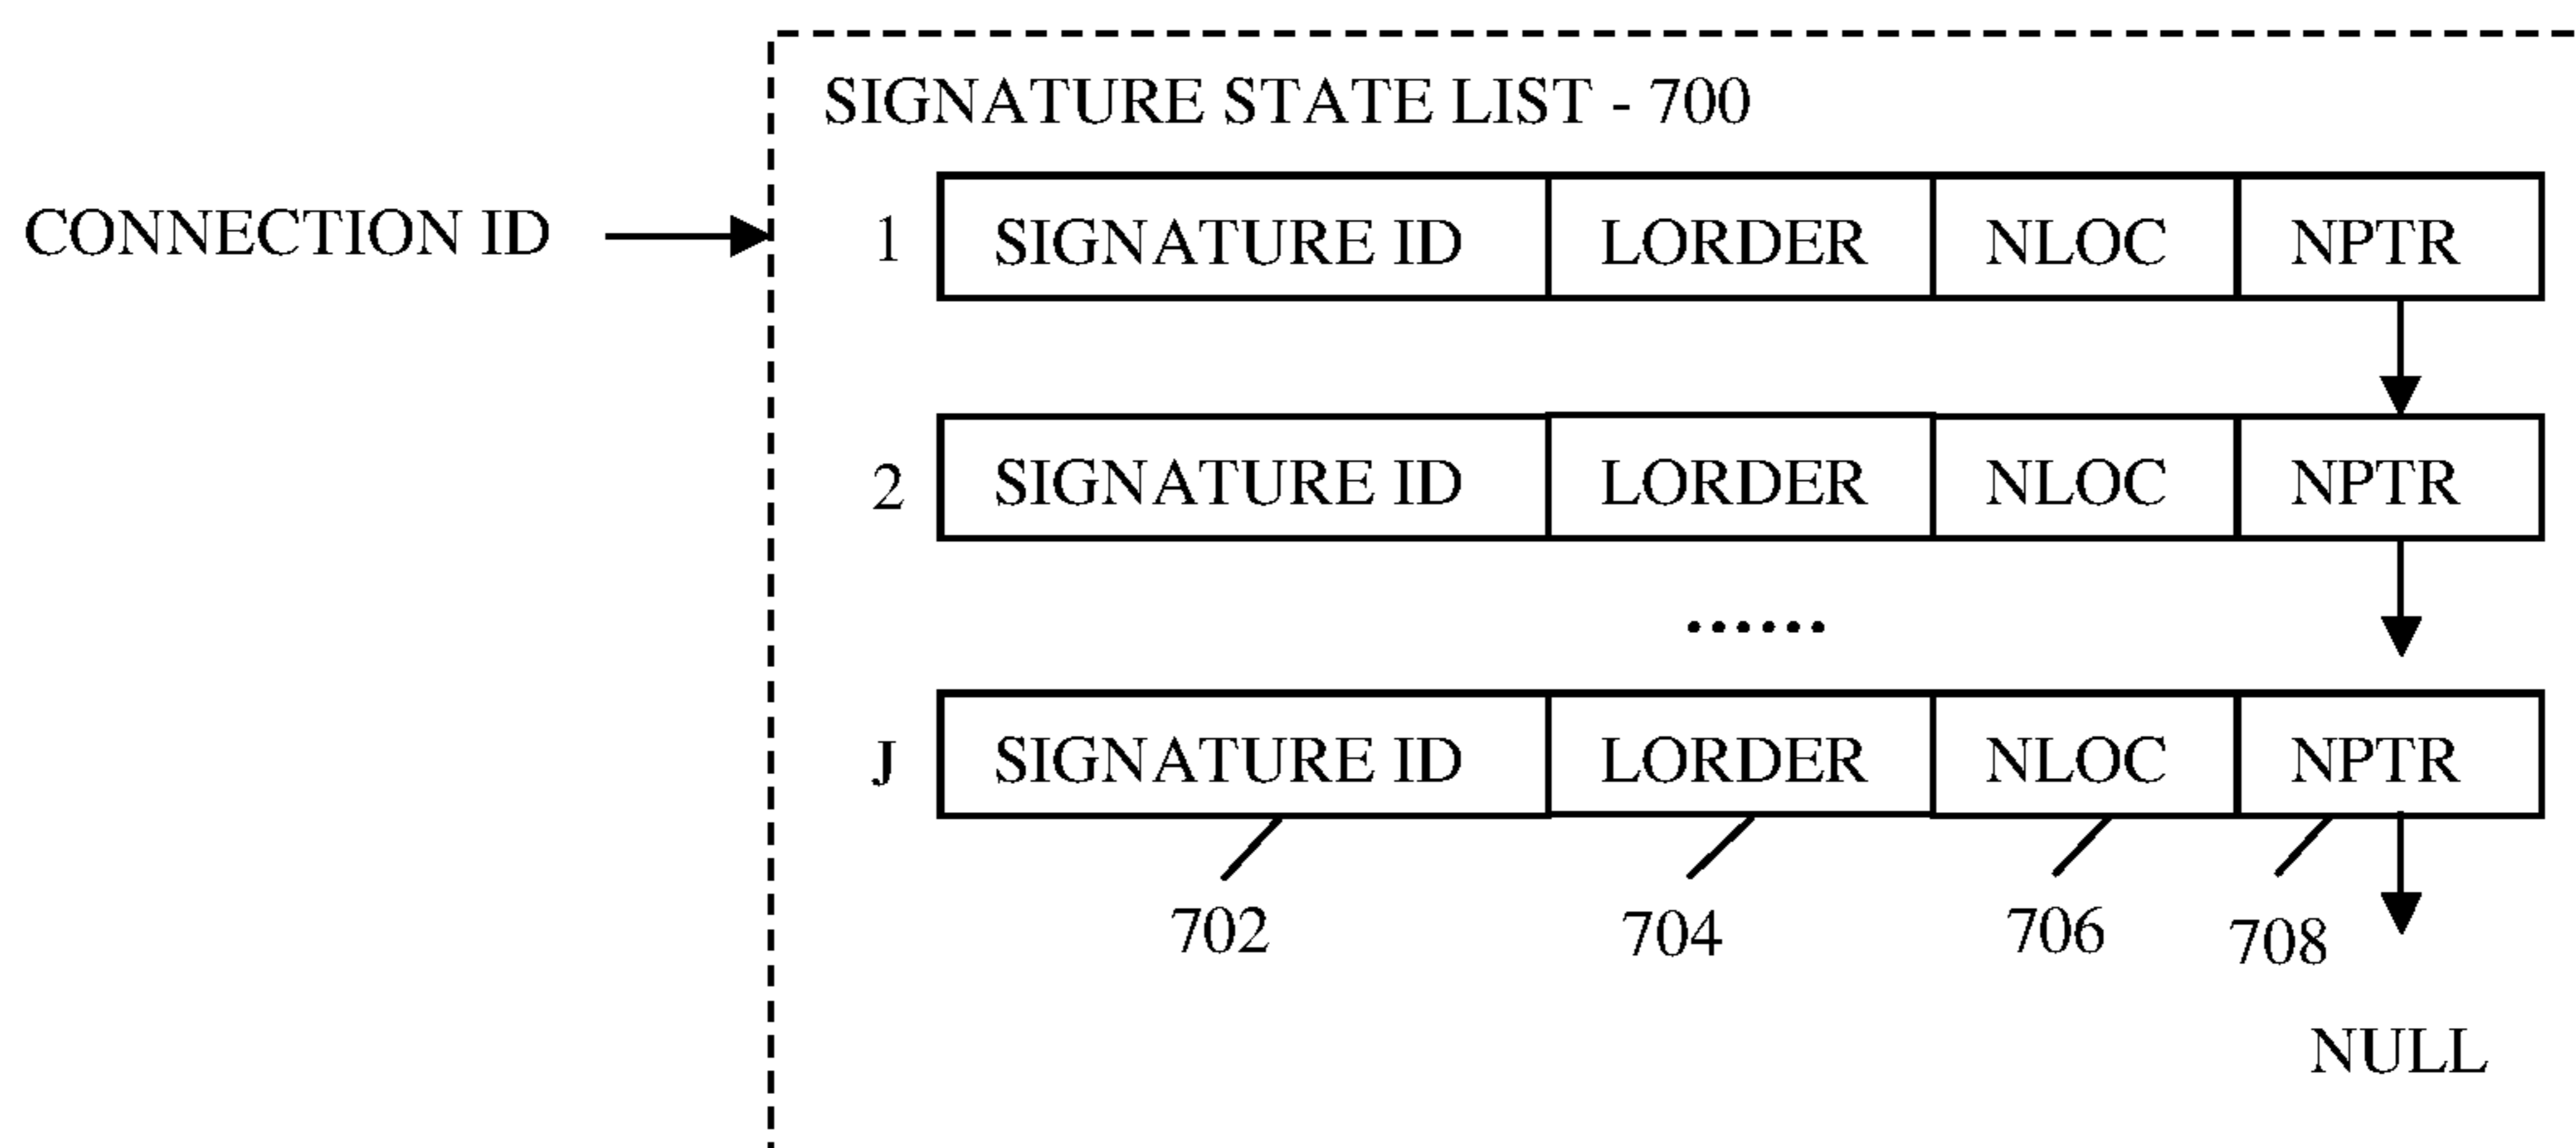 SIGNATURE STATE LIST - 700
CONNECTION ID
1 SIGNATURE ID LORDER NLOC NPTR
2 SIGNATURE ID LORDER NLOC NPTR
......
J SIGNATURE ID LORDER NLOC NPTR
702 704 706 708
NULL